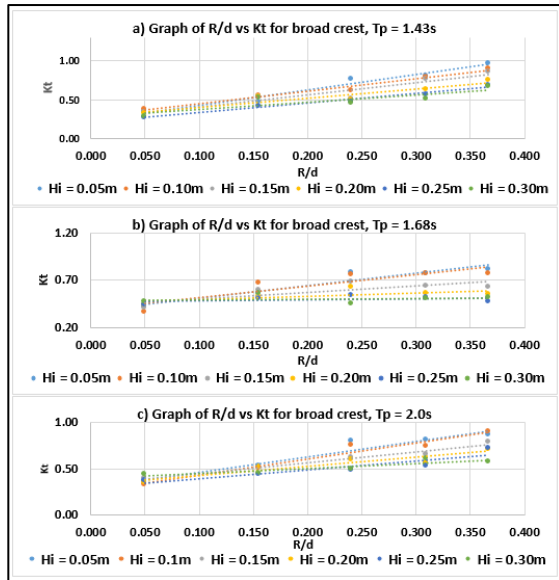 a) Graph of R/d vs Kt for broad crest, Tp = 1.43s
1.00
0.50
0.00
Kt
0.000 0.050 0.100 0.150 0.200 0.250 0.300 0.350 0.400
R/d
Hi = 0.05m Hi = 0.10m Hi = 0.15m Hi = 0.20m Hi = 0.25m Hi = 0.30m
b) Graph of R/d vs Kt for broad crest, Tp = 1.68s
1.20
0.70
0.20
Kt
0.000 0.050 0.100 0.150 0.200 0.250 0.300 0.350 0.400
R/d
Hi = 0.05m Hi = 0.10m Hi = 0.15m Hi = 0.20m Hi = 0.25m Hi = 0.30m
c) Graph of R/d vs Kt for broad crest, Tp = 2.0s
1.00
0.50
0.00
Kt
0.000 0.050 0.100 0.150 0.200 0.250 0.300 0.350 0.400
R/d
Hi = 0.05m Hi = 0.1m Hi = 0.15m Hi = 0.20m Hi = 0.25m Hi = 0.30m